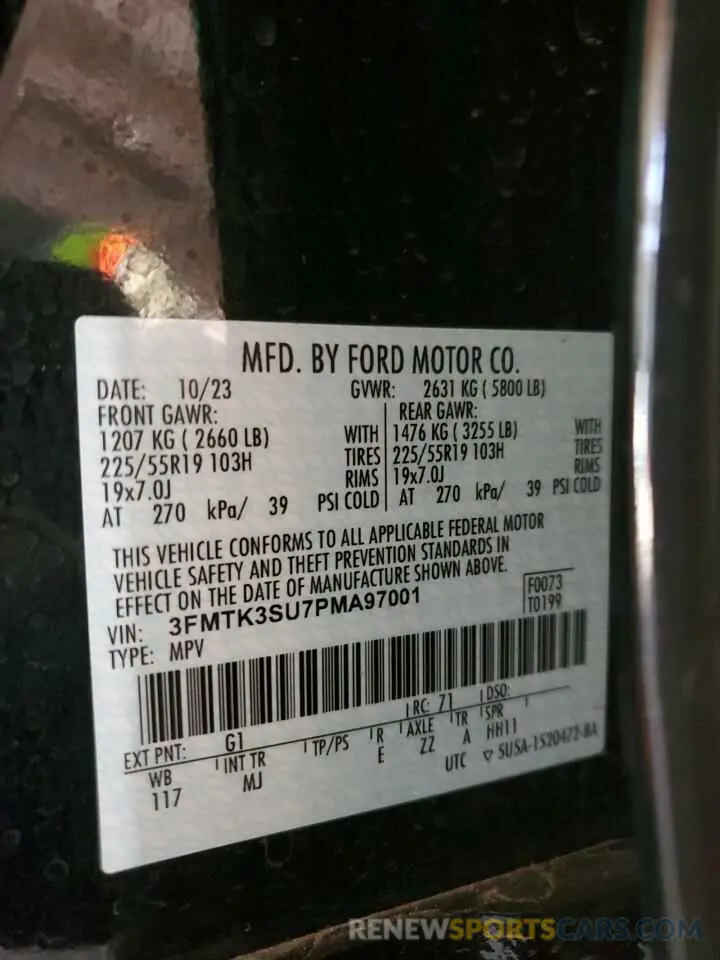 MFD. BY FORD MOTOR CO.
DATE: 10/23 GVWR: 2631 KG ( 5800 LB)
FRONT GAWR: REAR GAWR:
1207 KG ( 2660 LB) WITH 1476 KG ( 3255 LB) WITH
225/55R19 103H TIRES 225/55R19 103H TIRES
19x7.0J RIMS 19x7.0J RIMS
AT 270 kPa/ 39 PSI COLD AT 270 kPa/ 39 PSI COLD
THIS VEHICLE CONFORMS TO ALL APPLICABLE FEDERAL MOTOR
VEHICLE SAFETY AND THEFT PREVENTION STANDARDS IN
EFFECT ON THE DATE OF MANUFACTURE SHOWN ABOVE.
F0073
T0199
VIN: 3FMTK3SU7PMA97001
TYPE: MPV
EXT PNT: G1 RC: 71 DSO:
WB INT TR TP/PS R AXLE TR SPR
117 MJ E ZZ A HH11
UTC ▽ SU5A-1520472-BA
RENEWSPORTSCARS.COM